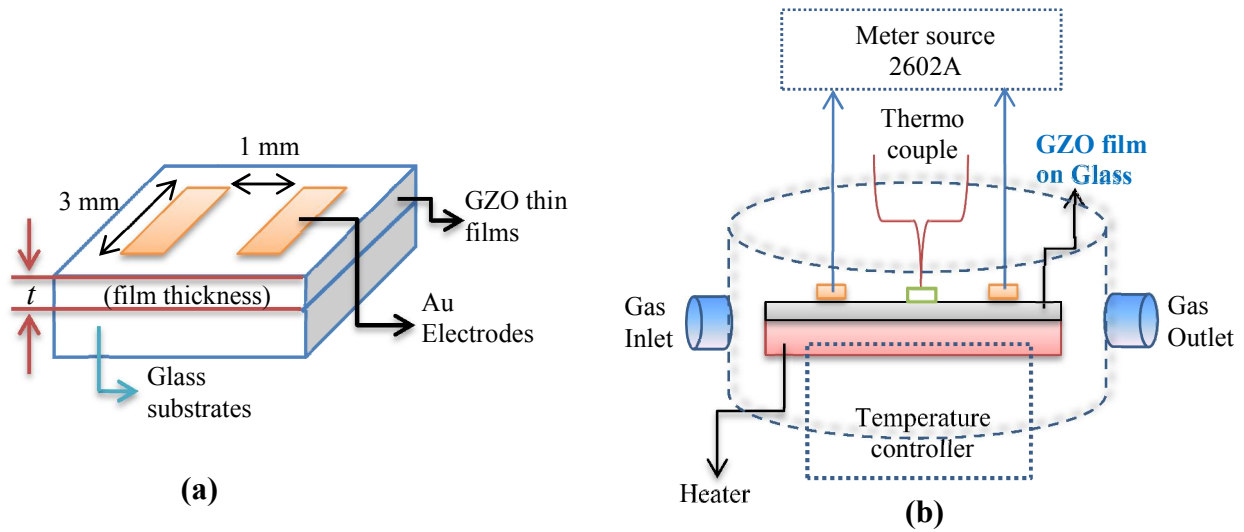 1 mm
3 mm
GZO thin
films
t
(film thickness)
Au
Electrodes
Glass
substrates
(a)
Meter source
2602A
Thermo
couple
GZO film
on Glass
Gas
Inlet
Gas
Outlet
Temperature
controller
Heater
(b)